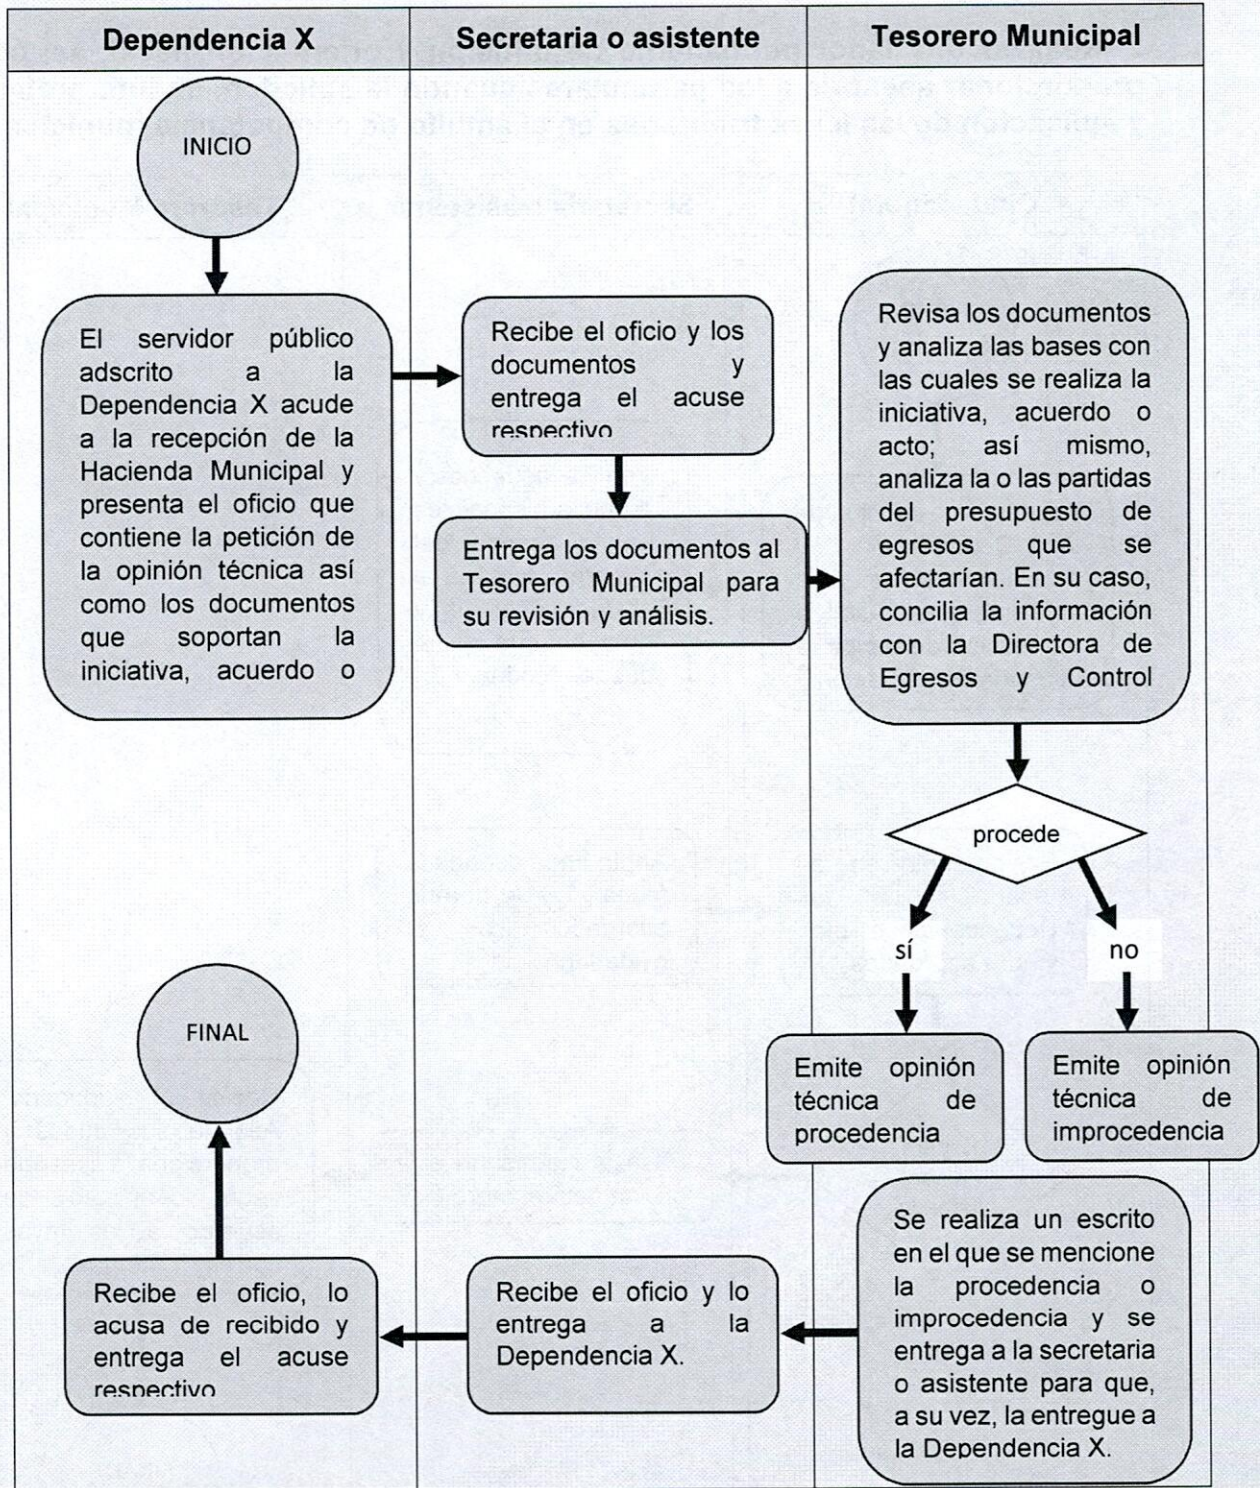 Dependencia X
Secretaria o asistente
Tesorero Municipal
INICIO
El servidor público
adscrito a la
Dependencia X acude
a la recepción de la
Hacienda Municipal y
presenta el oficio que
contiene la petición de
la opinión técnica así
como los documentos
que soportan la
iniciativa, acuerdo o
Recibe el oficio y los
documentos y
entrega el acuse
respectivo
Entrega los documentos al
Tesorero Municipal para
su revisión y análisis.
Revisa los documentos
y analiza las bases con
las cuales se realiza la
iniciativa, acuerdo o
acto; así mismo,
analiza la o las partidas
del presupuesto de
egresos que se
afectarían. En su caso,
concilia la información
con la Directora de
Egresos y Control
procede
sí
no
Emite opinión
técnica de
procedencia
Emite opinión
técnica de
improcedencia
Se realiza un escrito
en el que se mencione
la procedencia o
improcedencia y se
entrega a la secretaria
o asistente para que,
a su vez, la entregue a
la Dependencia X.
Recibe el oficio y lo
entrega a la
Dependencia X.
Recibe el oficio, lo
acusa de recibido y
entrega el acuse
respectivo
FINAL